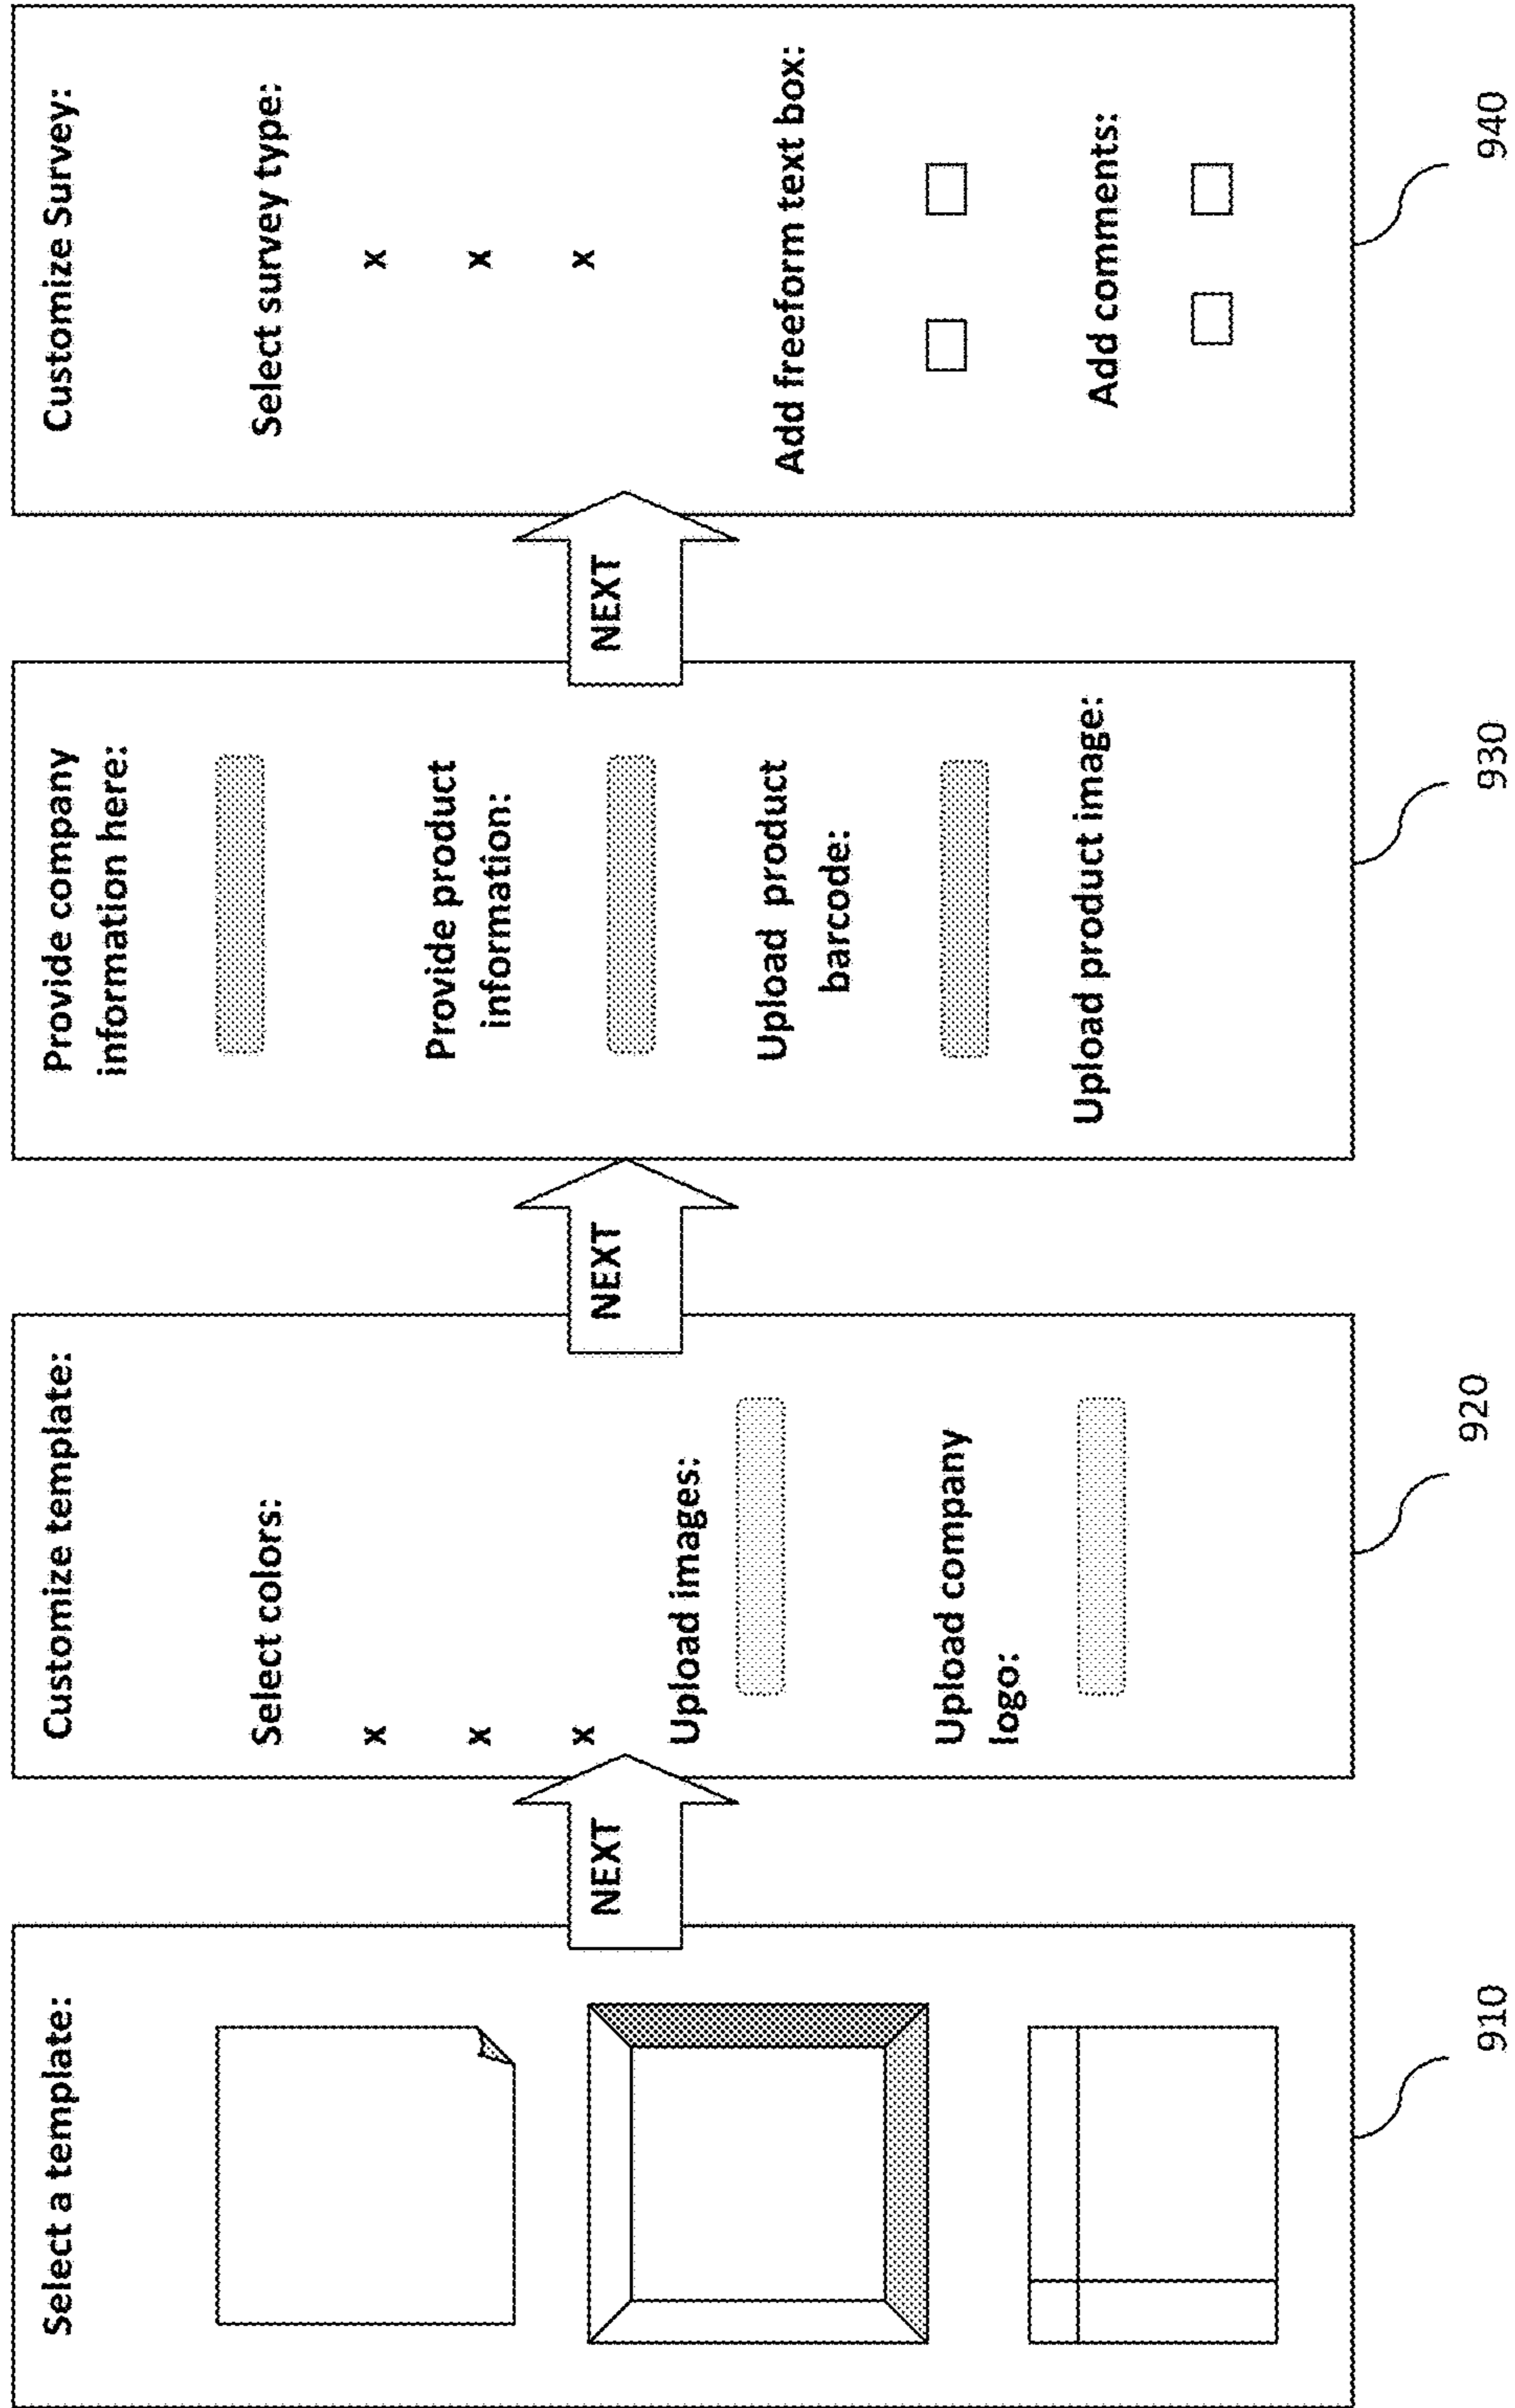 Select a template:
910
NEXT
Customize template:
Select colors:
x
x
x
Upload images:
Upload company
logo:
920
NEXT
Provide company
information here:
Provide product
information:
Upload product
barcode:
Upload product image:
930
NEXT
Customize Survey:
Select survey type:
x
x
x
Add freeform text box:
Add comments:
940